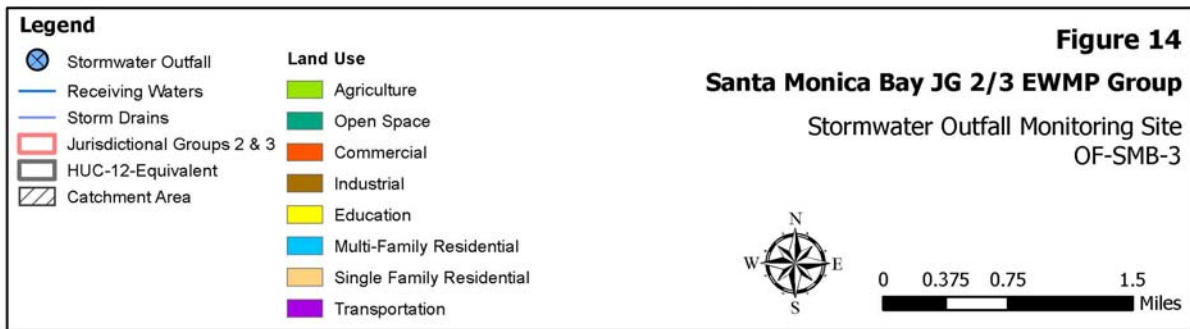 Legend
Stormwater Outfall
Receiving Waters
Storm Drains
Jurisdictional Groups 2 & 3
HUC-12-Equivalent
Catchment Area
Land Use
Agriculture
Open Space
Commercial
Industrial
Education
Multi-Family Residential
Single Family Residential
Transportation
Figure 14
Santa Monica Bay JG 2/3 EWMP Group
Stormwater Outfall Monitoring Site
OF-SMB-3
N
W E
S
0 0.375 0.75 1.5
Miles